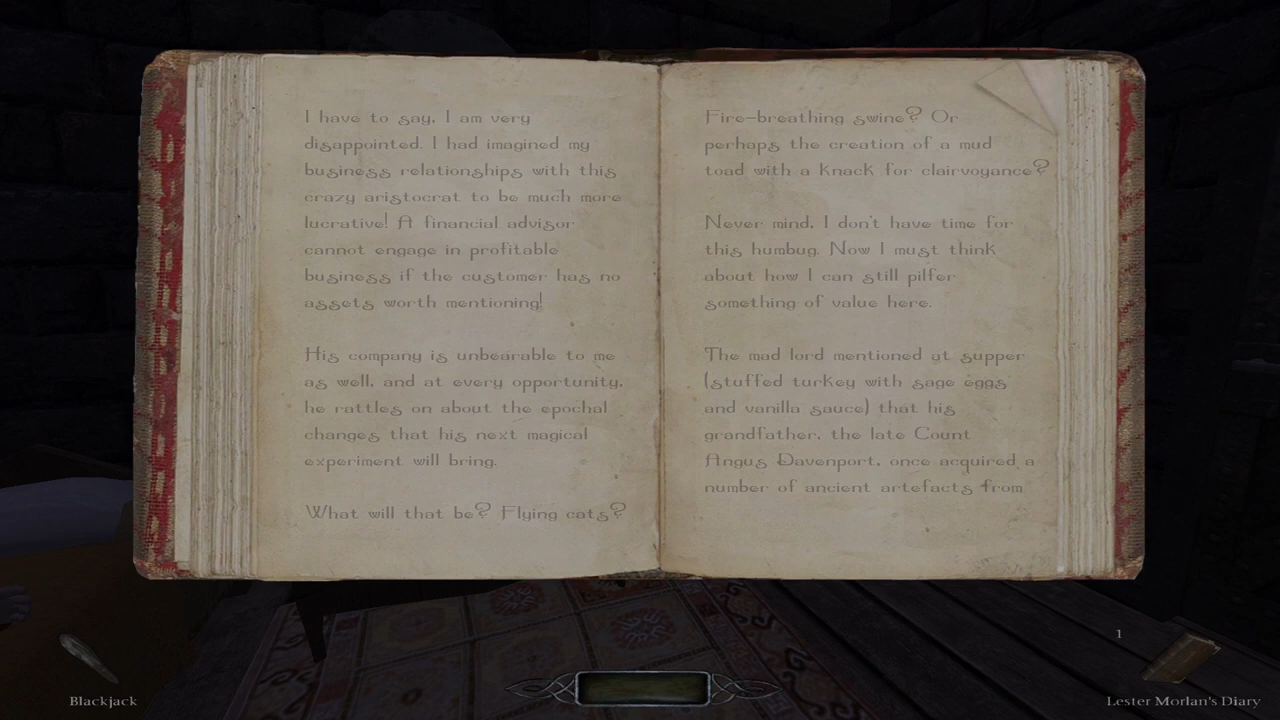 I have to say, I am very
disappointed. I had imagined my
business relationships with this
crazy aristocrat to be much more
lucrative! A financial advisor
cannot engage in profitable
business if the customer has no
assets worth mentioning!
His company is unbearable to me
as well, and at every opportunity,
he rattles on about the epochal
changes that his next magical
experiment will bring.
What will that be? Flying cats?
Fire-breathing swine? Or
perhaps the creation of a mud
toad with a knack for clairvoyance?
Never mind, I don't have time for
this humbug. Now I must think
about how I can still pilfer
something of value here.
The mad lord mentioned at supper
(stuffed turkey with sage eggs
and vanilla sauce) that his
grandfather, the late Count
Angus Davenport, once acquired a
number of ancient artefacts from
1
Blackjack
Lester Morlan's Diary